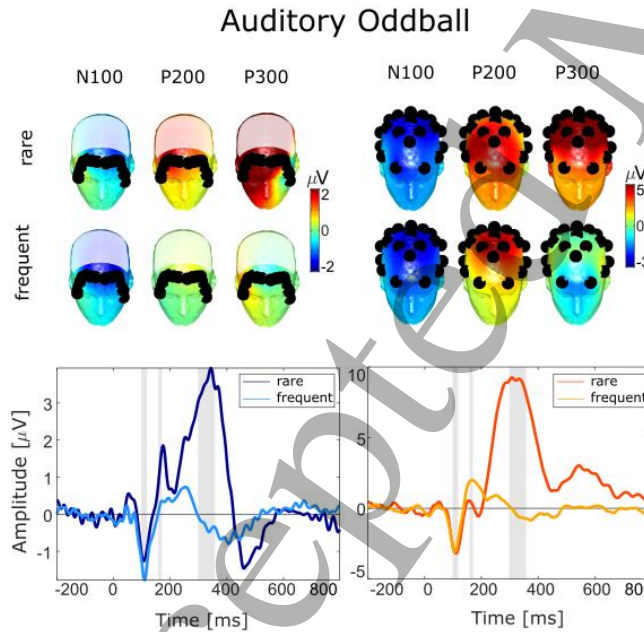 Auditory Oddball
N100 P200 P300 N100 P200 P300
rare
frequent
μV
2
-2
μV
5
-3
3
2
1
0
-1
Amplitude [μV]
rare
frequent
-200 0 200 400 600 800
Time [ms]
10
5
0
-5
rare
frequent
-200 0 200 400 600 800
Time [ms]